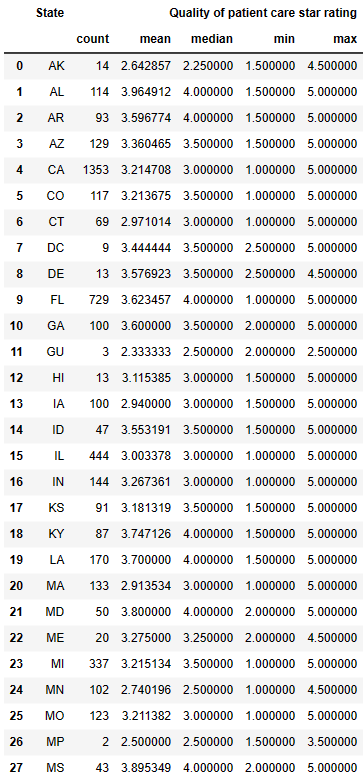 State Quality of patient care star rating
count mean median min max
0 AK 14 2.642857 2.250000 1.500000 4.500000
1 AL 114 3.964912 4.000000 1.500000 5.000000
2 AR 93 3.596774 4.000000 1.500000 5.000000
3 AZ 129 3.360465 3.500000 1.500000 5.000000
4 CA 1353 3.214708 3.000000 1.000000 5.000000
5 CO 117 3.213675 3.500000 1.000000 5.000000
6 CT 69 2.971014 3.000000 1.000000 5.000000
7 DC 9 3.444444 3.500000 2.500000 5.000000
8 DE 13 3.576923 3.500000 2.500000 4.500000
9 FL 729 3.623457 4.000000 1.000000 5.000000
10 GA 100 3.600000 3.500000 2.000000 5.000000
11 GU 3 2.333333 2.500000 2.000000 2.500000
12 HI 13 3.115385 3.000000 1.500000 5.000000
13 IA 100 2.940000 3.000000 1.500000 5.000000
14 ID 47 3.553191 3.500000 1.500000 5.000000
15 IL 444 3.003378 3.000000 1.000000 5.000000
16 IN 144 3.267361 3.000000 1.000000 5.000000
17 KS 91 3.181319 3.500000 1.500000 5.000000
18 KY 87 3.747126 4.000000 1.500000 5.000000
19 LA 170 3.700000 4.000000 1.500000 5.000000
20 MA 133 2.913534 3.000000 1.000000 5.000000
21 MD 50 3.800000 4.000000 2.000000 5.000000
22 ME 20 3.275000 3.250000 2.000000 4.500000
23 MI 337 3.215134 3.500000 1.000000 5.000000
24 MN 102 2.740196 2.500000 1.000000 4.500000
25 MO 123 3.211382 3.000000 1.000000 5.000000
26 MP 2 2.500000 2.500000 1.500000 3.500000
27 MS 43 3.895349 4.000000 2.000000 5.000000